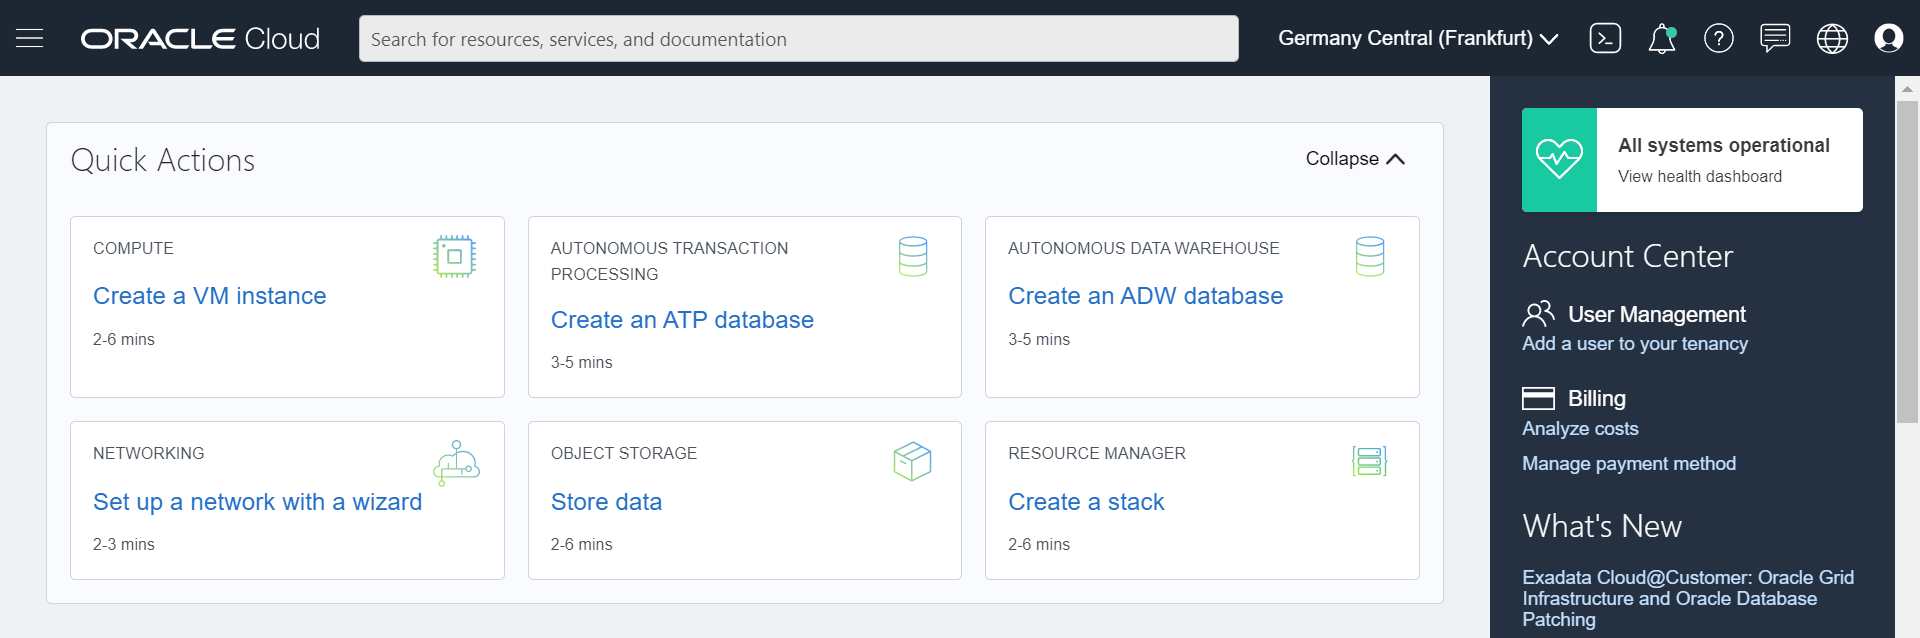 ORACLE Cloud
Search for resources, services, and documentation
Germany Central (Frankfurt)
Quick Actions
Collapse
COMPUTE
Create a VM instance
2-6 mins
AUTONOMOUS TRANSACTION
PROCESSING
Create an ATP database
3-5 mins
AUTONOMOUS DATA WAREHOUSE
Create an ADW database
3-5 mins
NETWORKING
Set up a network with a wizard
2-3 mins
OBJECT STORAGE
Store data
2-6 mins
RESOURCE MANAGER
Create a stack
2-6 mins
All systems operational
View health dashboard
Account Center
User Management
Add a user to your tenancy
Billing
Analyze costs
Manage payment method
What's New
Exadata Cloud@Customer: Oracle Grid
Infrastructure and Oracle Database
Patching